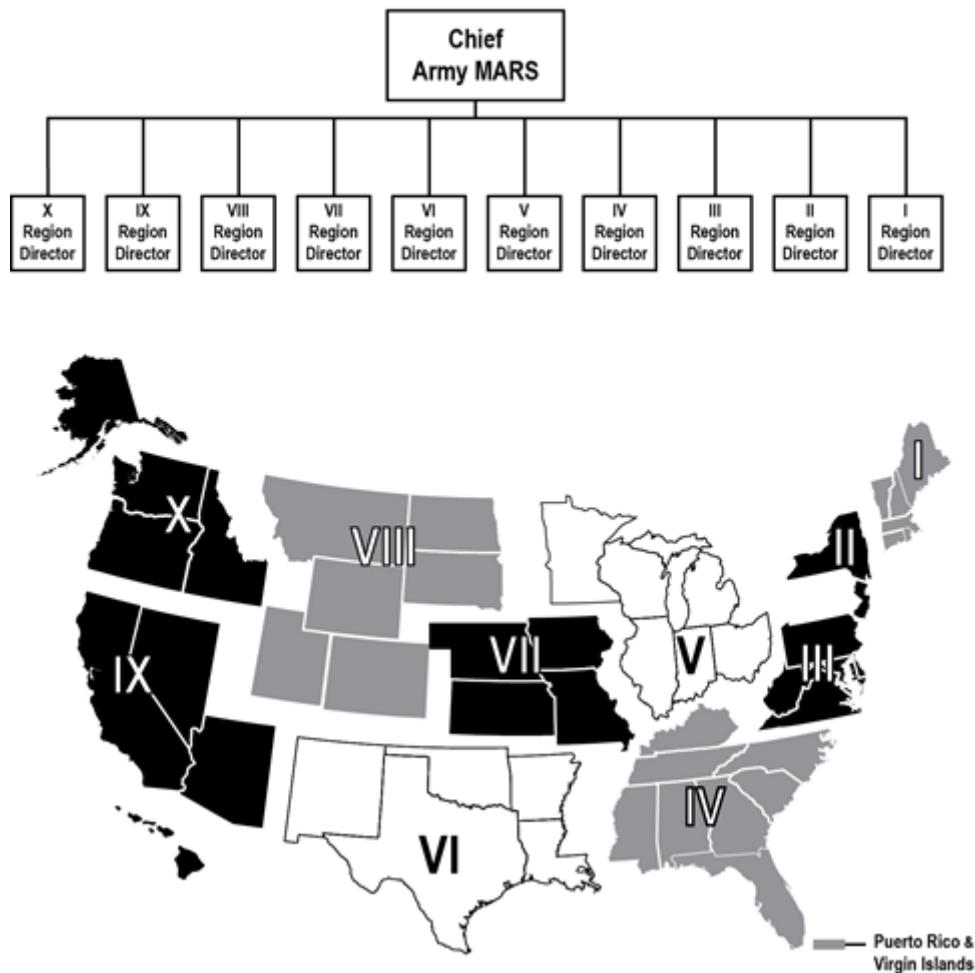 Chief
Army MARS
X
Region
Director
IX
Region
Director
VIII
Region
Director
VII
Region
Director
VI
Region
Director
V
Region
Director
IV
Region
Director
III
Region
Director
II
Region
Director
I
Region
Director
I
X
II
VIII
VII
V
III
IX
IV
VI
Puerto Rico &
Virgin Islands